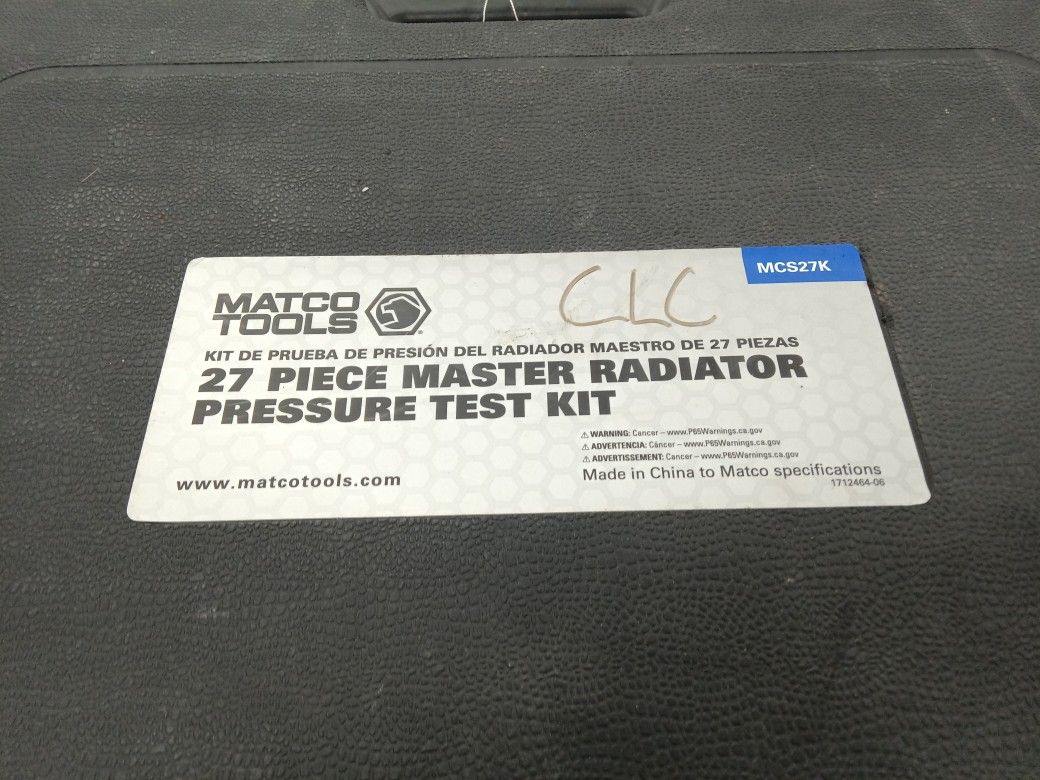 MCS27K
MATCO
TOOLS
CLC
KIT DE PRUEBA DE PRESIÓN DEL RADIADOR MAESTRO DE 27 PIEZAS
27 PIECE MASTER RADIATOR
PRESSURE TEST KIT
⚠ WARNING: Cancer – www.P65Warnings.ca.gov
⚠ ADVERTENCIA: Cáncer – www.P65Warnings.ca.gov
⚠ ADVERTISSEMENT: Cancer – www.P65Warnings.ca.gov
www.matcotools.com
Made in China to Matco specifications
1712464-06